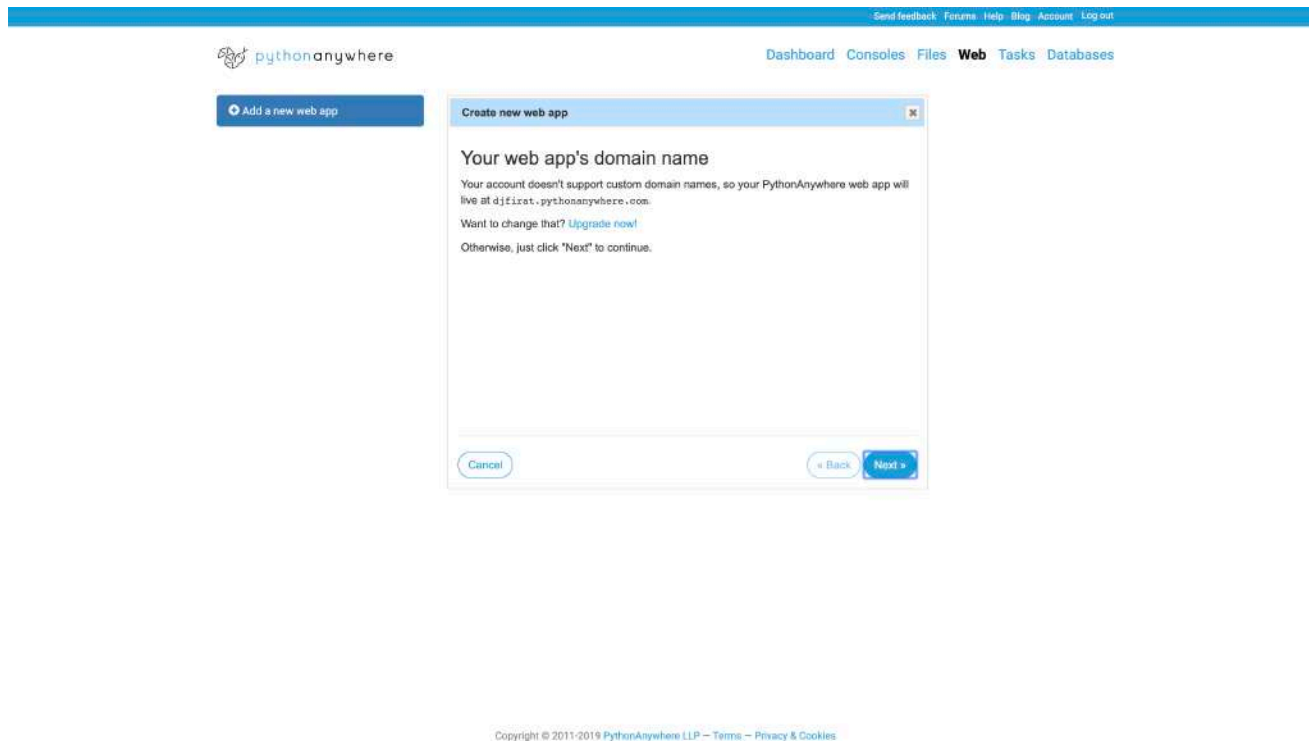 Send feedback Forums Help Blog Account Log out
pythonanywhere
Dashboard Consoles Files Web Tasks Databases
Add a new web app
Create new web app
Your web app's domain name
Your account doesn't support custom domain names, so your PythonAnywhere web app will
live at djfirst.pythonanywhere.com.
Want to change that? Upgrade now!
Otherwise, just click "Next" to continue.
Cancel
« Back
Next »
Copyright © 2011-2019 PythonAnywhere LLP — Terms — Privacy & Cookies